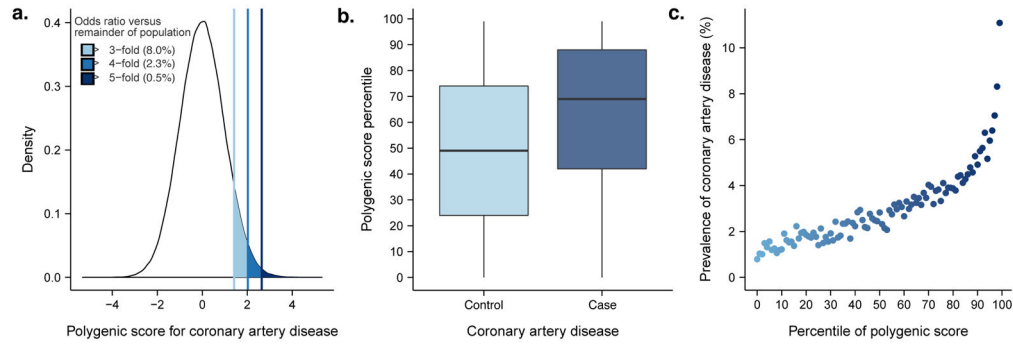 a.
Odds ratio versus
remainder of population
> 3−fold (8.0%)
> 4−fold (2.3%)
> 5−fold (0.5%)
Density
0.4
0.3
0.2
0.1
0.0
−4 −2 0 2 4
Polygenic score for coronary artery disease
b.
Polygenic score percentile
100
90
80
70
60
50
40
30
20
10
0
Control Case
Coronary artery disease
c.
Prevalence of coronary artery disease (%)
10
8
6
4
2
0
0 10 20 30 40 50 60 70 80 90 100
Percentile of polygenic score